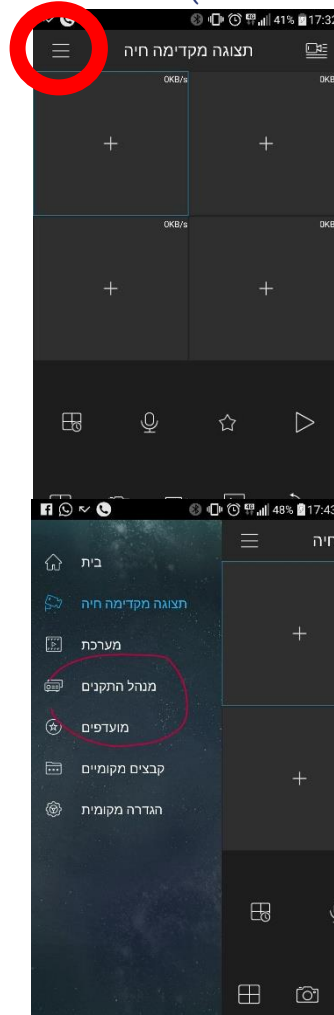 41% 17:32
תצוגה מקדימה חיה
0KB/s
0KB/s
48% 17:43
חיה
בית
תצוגה מקדימה חיה
מערכת
מנהל התקנים
מועדפים
קבצים מקומיים
הגדרה מקומית